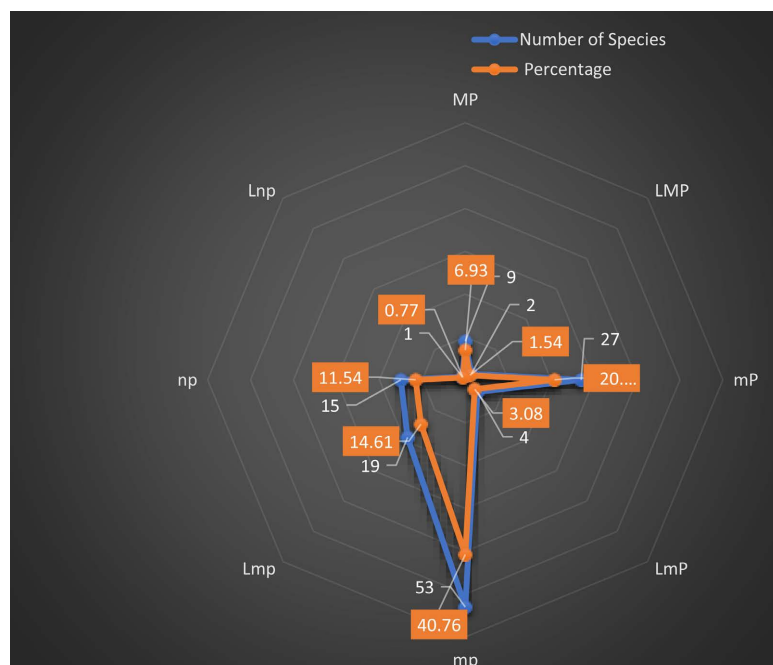 Number of Species
Percentage
MP
Lnp
LMP
6.93
9
0.77
2
1
1.54
27
np
11.54
20....
mP
15
3.08
14.61
4
19
Lmp
LmP
53
40.76
mp